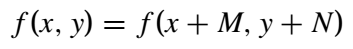 f(x, y) = f(x + M, y + N)